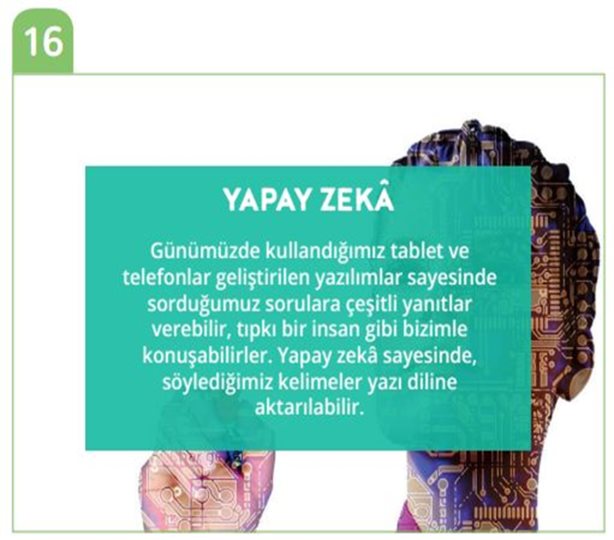 16
YAPAY ZEKÂ
Günümüzde kullandığımız tablet ve
telefonlar geliştirilen yazılımlar sayesinde
sorduğumuz sorulara çeşitli yanıtlar
verebilir, tıpkı bir insan gibi bizimle
konuşabilirler. Yapay zekâ sayesinde,
söylediğimiz kelimeler yazı diline
aktarılabilir.